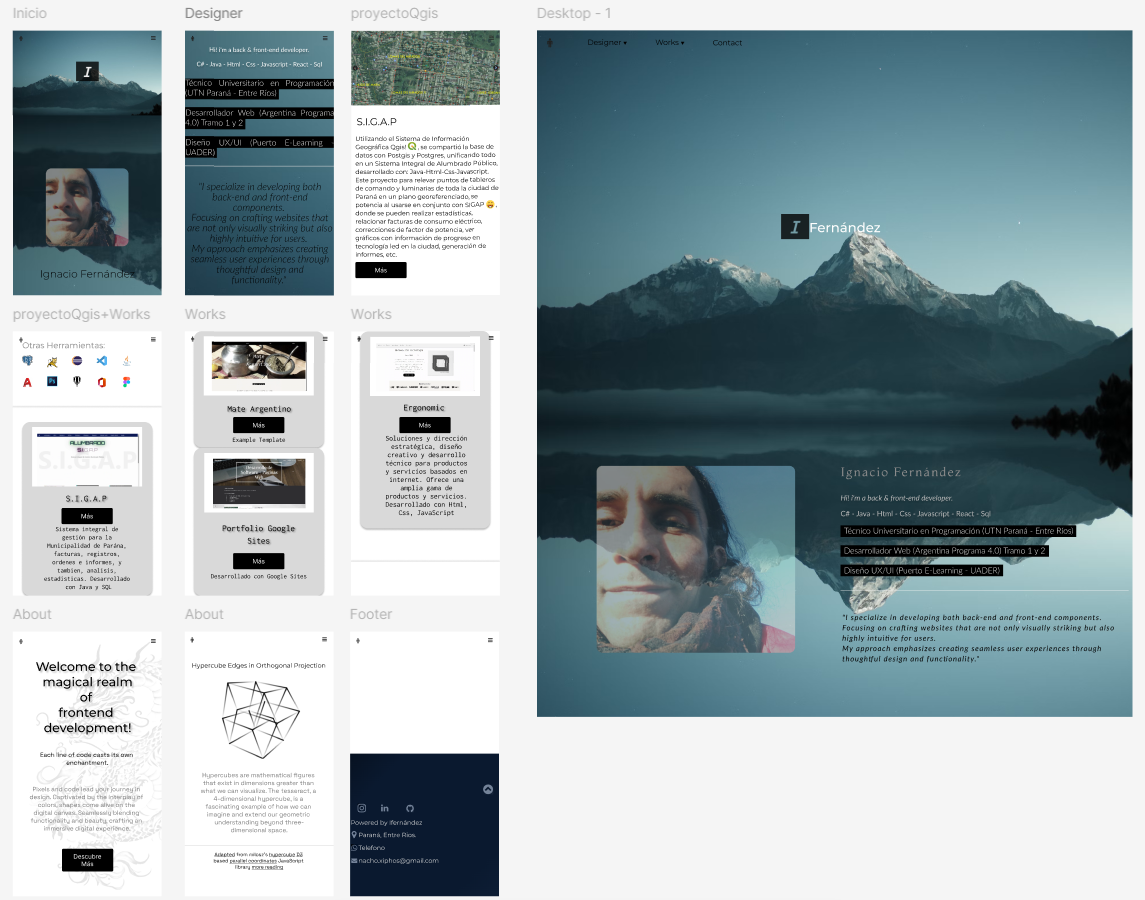 Inicio
I
Ignacio Fernández
Designer
Hi! I'm a back & front-end developer.
C# - Java - Html - Css - Javascript - React - Sql
Técnico Universitario en Programación
(UTN Paraná - Entre Ríos)
Desarrollador Web (Argentina Programa
4.0) Tramo 1 y 2
Diseño UX/UI (Puerto E-Learning -
UADER)
"I specialize in developing both
back-end and front-end
components.
Focusing on crafting websites that
are not only visually striking but also
highly intuitive for users.
My approach emphasizes creating
seamless user experiences through
thoughtful design and
functionality."
proyectoQgis
S.I.G.A.P
Utilizando el Sistema de Información
Geográfica Qgis! , se compartió la base de
datos con Postgis y Postgres, unificando todo
en un Sistema Integral de Alumbrado Público,
desarrollado con: Java-Html-Css-Javascript.
Este proyecto para relevar puntos de tableros
de comando y luminarias de toda la ciudad de
Paraná en un plano georeferenciado, se
potencia al usarse en conjunto con SIGAP 😄,
donde se pueden realizar estadísticas,
relacionar facturas de consumo eléctrico,
correcciones de factor de potencia, ver
gráficos con información de progreso en
tecnología led en la ciudad, generación de
informes, etc.
Más
Desktop - 1
Designer ▾ Works ▾ Contact
I Fernández
Ignacio Fernández
Hi! I'm a back & front-end developer.
C# - Java - Html - Css - Javascript - React - Sql
Técnico Universitario en Programación (UTN Paraná - Entre Ríos)
Desarrollador Web (Argentina Programa 4.0) Tramo 1 y 2
Diseño UX/UI (Puerto E-Learning - UADER)
"I specialize in developing both back-end and front-end components.
Focusing on crafting websites that are not only visually striking but also
highly intuitive for users.
My approach emphasizes creating seamless user experiences through
thoughtful design and functionality."
proyectoQgis+Works
Otras Herramientas:
Ps
ALUMBRADO
SIGAP
S.I.G.A.P
S.I.G.A.P
Más
Sistema integral de
gestión para la
Municipalidad de Parána,
facturas, registros,
ordenes e informes, y
tambien, analisis,
estadisticas. Desarrollado
con Java y SQL
Works
Mate Argentino
Más
Example Template
Portfolio Google
Sites
Más
Desarrollado con Google Sites
Works
Ergonomic
Más
Soluciones y dirección
estratégica, diseño
creativo y desarrollo
técnico para productos
y servicios basados en
internet. Ofrece una
amplia gama de
productos y servicios.
Desarrollado con Html,
Css, JavaScript
About
Welcome to the
magical realm
of
frontend
development!
Each line of code casts its own
enchantment.
Pixels and code lead your journey in
design. Captivated by the interplay of
colors, shapes come alive on the
digital canvas. Seamlessly blending
functionality and beauty, crafting an
immersive digital experience.
Descubre
Más
About
Hypercube Edges in Orthogonal Projection
Hypercubes are mathematical figures
that exist in dimensions greater than
what we can visualize. The tesseract, a
4-dimensional hypercube, is a
fascinating example of how we can
imagine and extend our geometric
understanding beyond three-
dimensional space.
Adapted from colour's hypercube D3
based parallel coordinates JavaScript
library more reading
Footer
Powered by ifernández
Paraná, Entre Ríos.
Telefono
nacho.xiphos@gmail.com